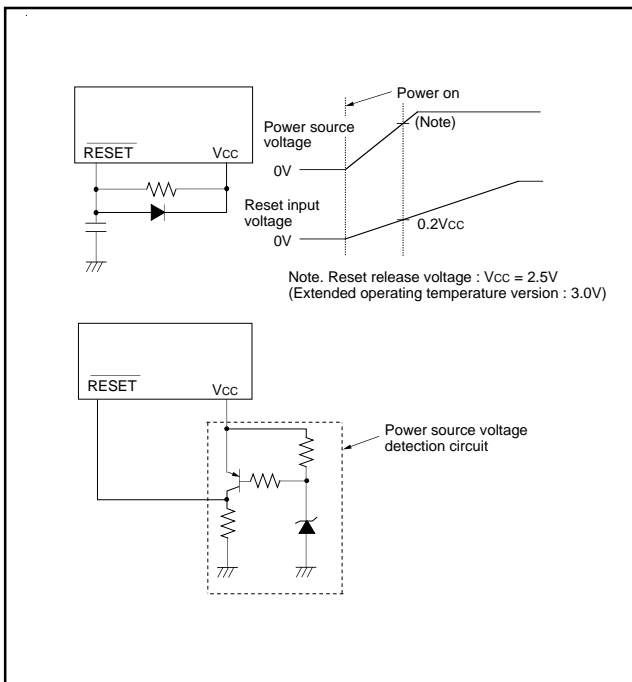 Power on
(Note)
Power source
voltage
0V
RESET
VCC
Reset input
voltage
0V
0.2VCC
Note. Reset release voltage : VCC = 2.5V
(Extended operating temperature version : 3.0V)
RESET
VCC
Power source voltage
detection circuit